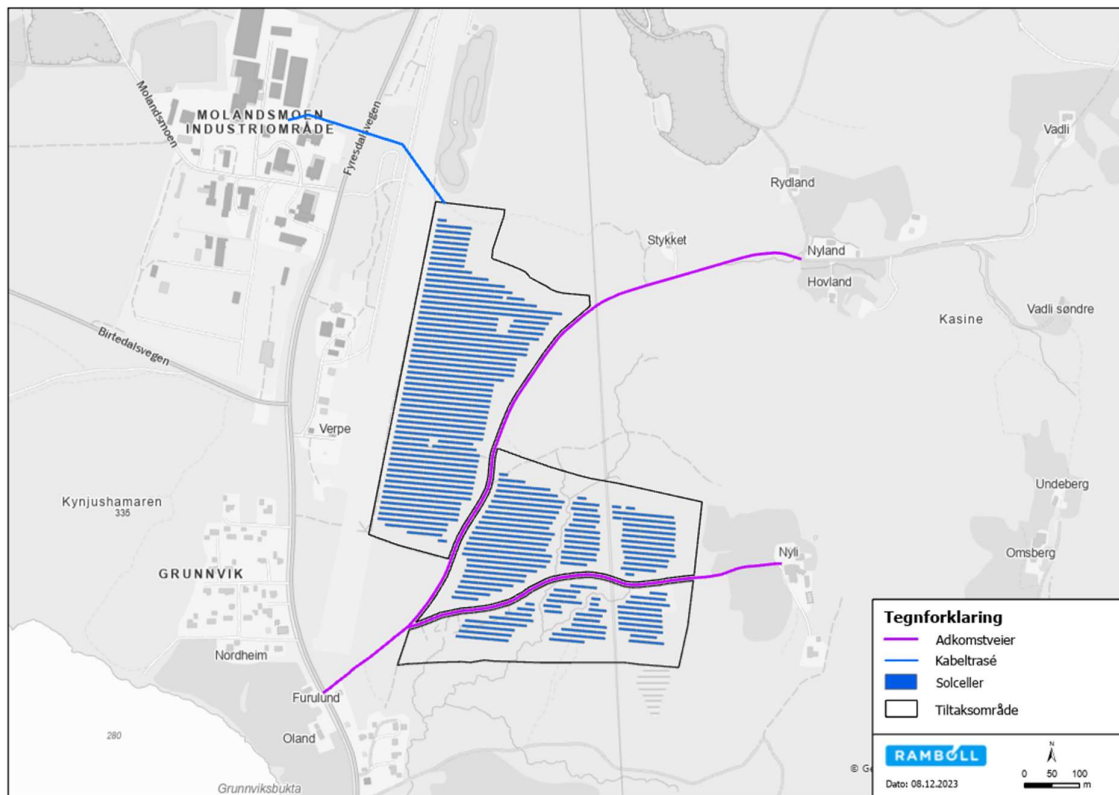 Molandsmoen
MOLANDSMOEN
INDUSTRIOMRÅDE
Fyresdalsvegen
Vadli
Rydland
Stykket
Nyland
Hovland
Kasine
Vadli søndre
Birtedalsvegen
Verpe
Kynjushamaren
335
Undeberg
GRUNNVIK
Nyli
Omsberg
Nordheim
Furulund
Oland
280
Grunnviksbukta
Tegnforklaring
Adkomstveier
Kabeltrasé
Solceller
Tiltaksområde
RAMBOLL
N
0 50 100
m
Dato: 08.12.2023